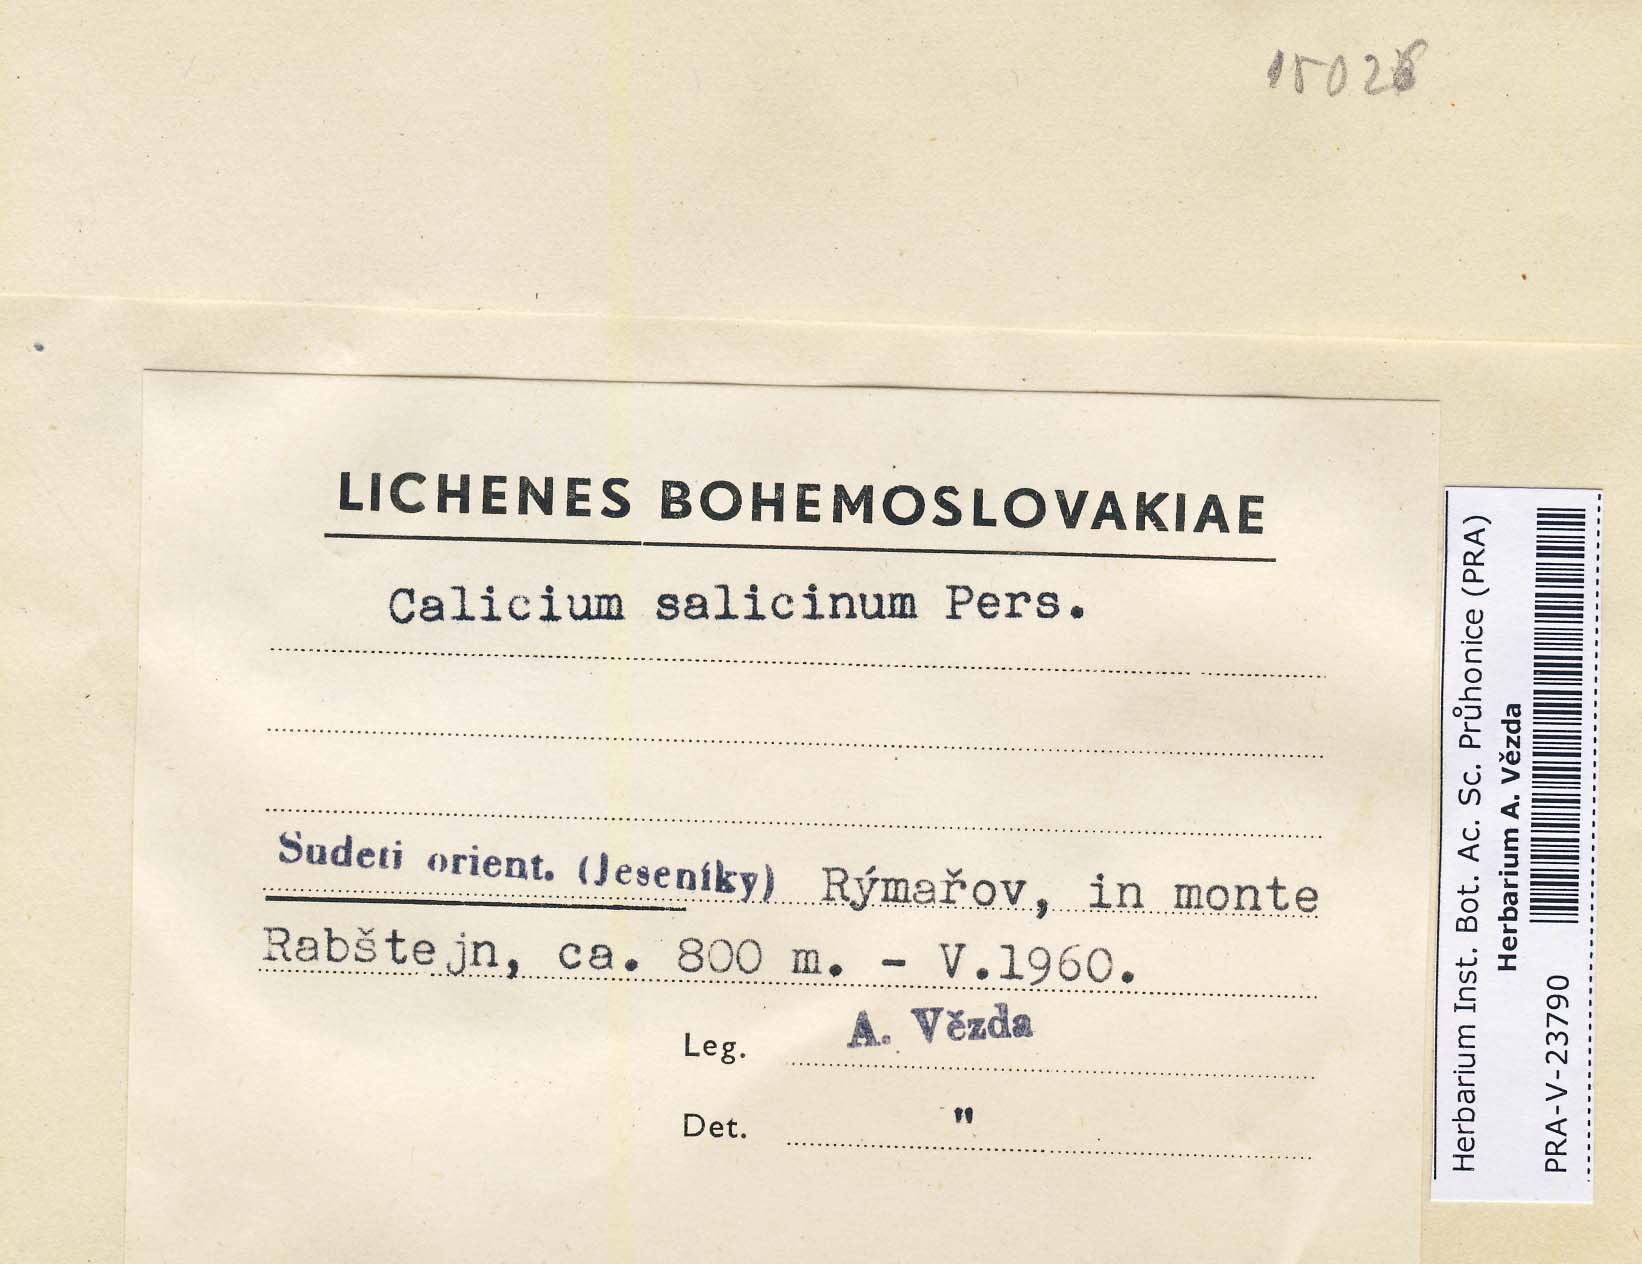 LICHENES BOHEMOSLOVAKIAE
Calicium salicinum Pers.
Sudeti orient. (Jeseníky) Rýmařov, in monte
Rabštejn, ca. 800 m. - V.1960.
Leg. A. Vězda
Det. "
Herbarium Inst. Bot. Ac. Sc. Průhonice (PRA)
Herbarium A. Vězda
PRA-V-23790